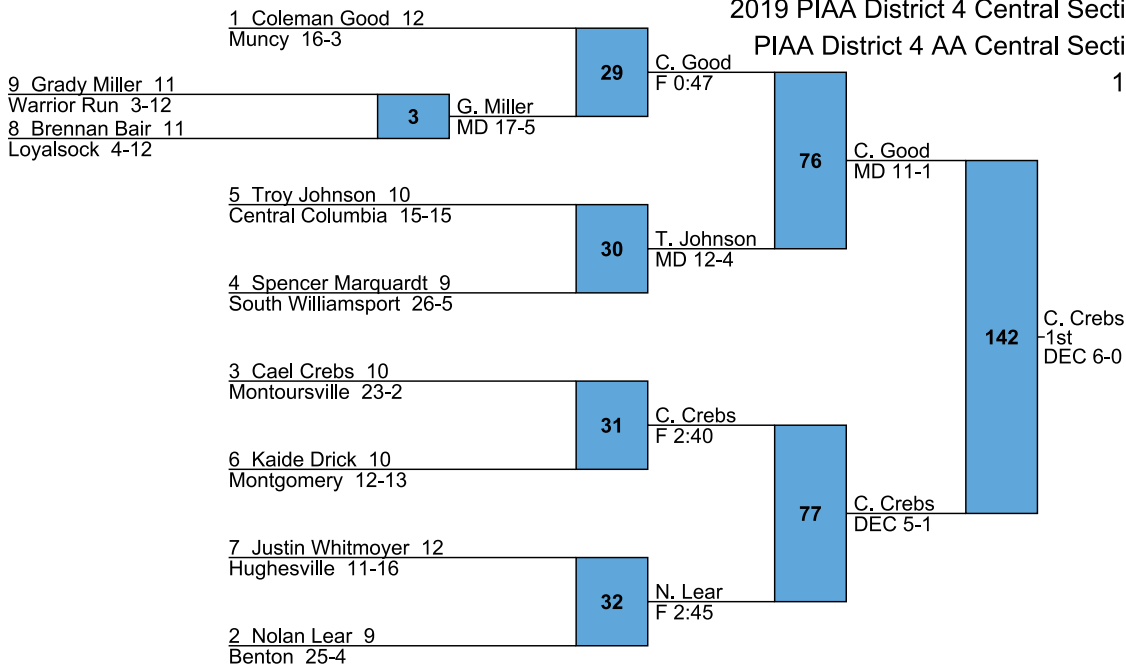 2019 PIAA District 4 Central Secti
PIAA District 4 AA Central Secti
1
1 Coleman Good 12
Muncy 16-3
9 Grady Miller 11
Warrior Run 3-12
8 Brennan Bair 11
Loyalsock 4-12
3
G. Miller
MD 17-5
29
C. Good
F 0:47
5 Troy Johnson 10
Central Columbia 15-15
4 Spencer Marquardt 9
South Williamsport 26-5
30
T. Johnson
MD 12-4
76
C. Good
MD 11-1
3 Cael Crebs 10
Montoursville 23-2
6 Kaide Drick 10
Montgomery 12-13
31
C. Crebs
F 2:40
7 Justin Whitmoyer 12
Hughesville 11-16
2 Nolan Lear 9
Benton 25-4
32
N. Lear
F 2:45
77
C. Crebs
DEC 5-1
142
C. Crebs
1st
DEC 6-0